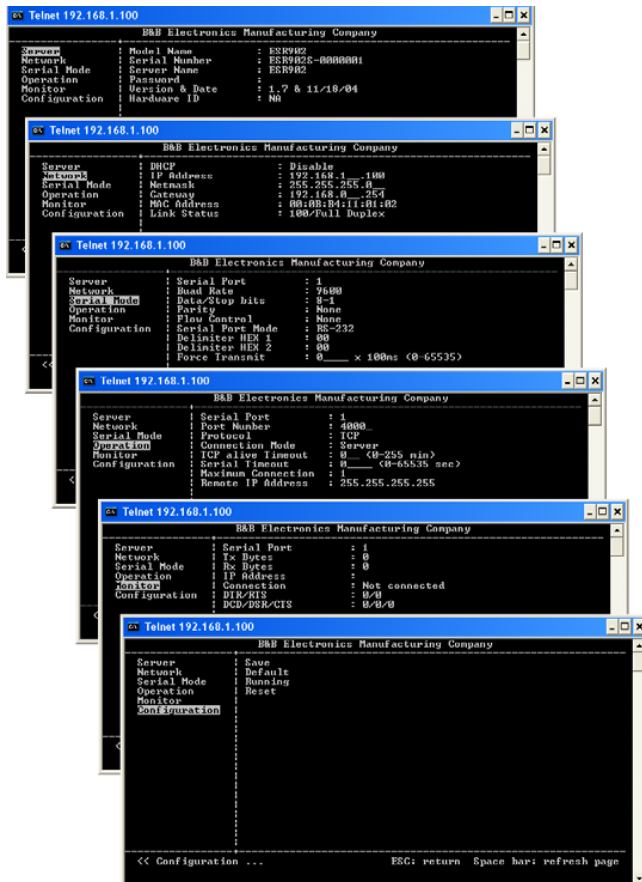 Telnet 192.168.1.100
B&B Electronics Manufacturing Company
Server | Model Name : ESR902
Network | Serial Number : ESR902S-0000001
Serial Mode | Server Name : ESR902
Operation | Password :
Monitor | Version & Date : 1.7 & 11/18/04
Configuration | Hardware ID : NA
Telnet 192.168.1.100
B&B Electronics Manufacturing Company
Server | DHCP : Disable
Network | IP Address : 192.168.1__.100
Serial Mode | Netmask : 255.255.255.0__
Operation | Gateway : 192.168.0__.254
Monitor | MAC Address : 00:0B:B4:11:01:02
Configuration | Link Status : 100/Full Duplex
Telnet 192.168.1.100
B&B Electronics Manufacturing Company
Server | Serial Port : 1
Network | Buad Rate : 9600
Serial Mode | Data/Stop bits : 8-1
Operation | Parity : None
Monitor | Flow Control : None
Configuration | Serial Port Mode : RS-232
| Delimiter HEX 1 : 00
| Delimiter HEX 2 : 00
| Force Transmit : 0____ x 100ms (0-65535)
<<
Telnet 192.168.1.100
B&B Electronics Manufacturing Company
Server | Serial Port : 1
Network | Port Number : 4000_
Serial Mode | Protocol : TCP
Operation | Connection Mode : Server
Monitor | TCP alive Timeout : 0__ (0-255 min)
Configuration | Serial Timeout : 0____ (0-65535 sec)
| Maximum Connection : 1
| Remote IP Address : 255.255.255.255
Telnet 192.168.1.100
B&B Electronics Manufacturing Company
Server | Serial Port : 1
Network | Tx Bytes : 0
Serial Mode | Rx Bytes : 0
Operation | IP Address :
Monitor | Connection : Not connected
Configuration | DTR/RTS : 0/0
| DCD/DSR/CTS : 0/0/0
Telnet 192.168.1.100
B&B Electronics Manufacturing Company
Server | Save
Network | Default
Serial Mode | Running
Operation | Reset
Monitor
Configuration
<< Configuration ... ESC: return Space bar: refresh page